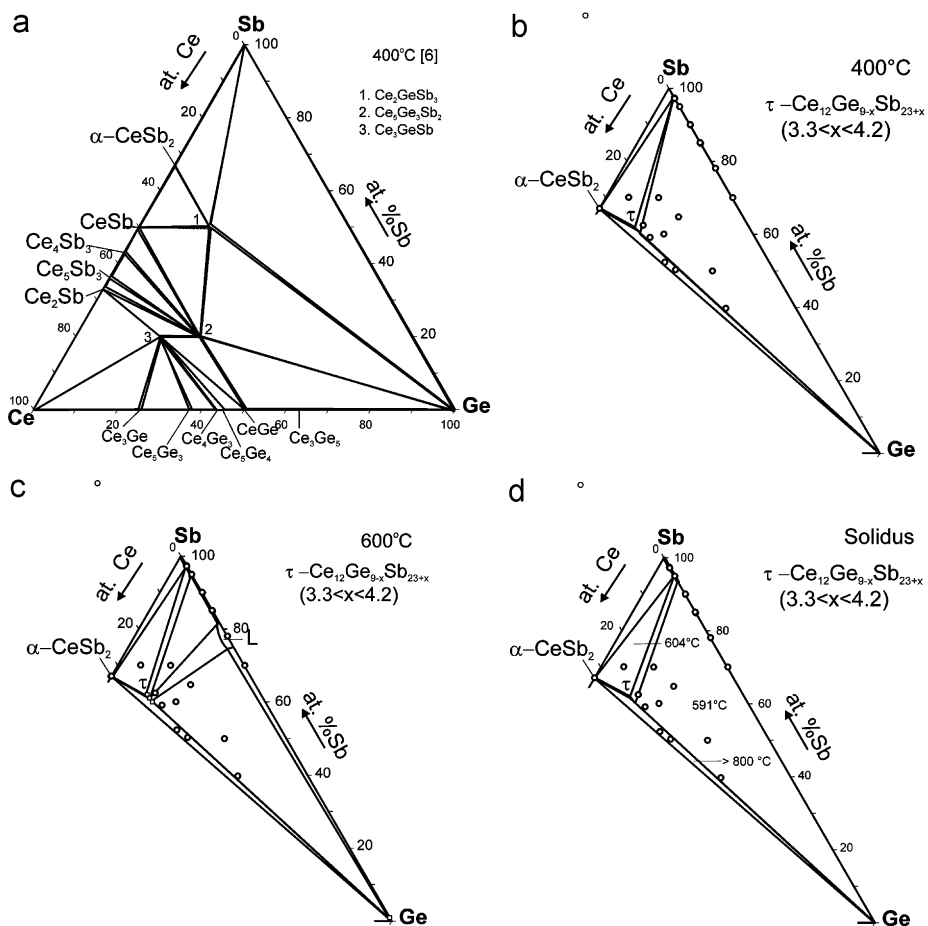 a
Sb
0
100
400°C [6]
at. Ce
1. Ce2GeSb3
2. Ce5Ge3Sb2
3. Ce3GeSb
20
80
α–CeSb2
40
60
at. %Sb
CeSb
1
Ce4Sb3
60
40
Ce5Sb3
Ce2Sb
80
3
2
20
100
Ce
Ge
Ce3Ge
20
Ce5Ge3
40
Ce4Ge3
CeGe
Ce5Ge4
60
Ce3Ge5
80
100
b
°
Sb
0
100
400°C
at. Ce
τ –Ce12Ge9-xSb23+x
(3.3<x<4.2)
20
80
α–CeSb2
τ
60
at. %Sb
40
20
Ge
c
°
Sb
0
100
600°C
at. Ce
τ –Ce12Ge9-xSb23+x
(3.3<x<4.2)
20
80
L
α–CeSb2
τ
60
at. %Sb
40
20
Ge
d
°
Sb
0
100
Solidus
at. Ce
τ –Ce12Ge9-xSb23+x
(3.3<x<4.2)
20
80
604°C
α–CeSb2
τ
591°C
60
at. %Sb
> 800 °C
40
20
Ge